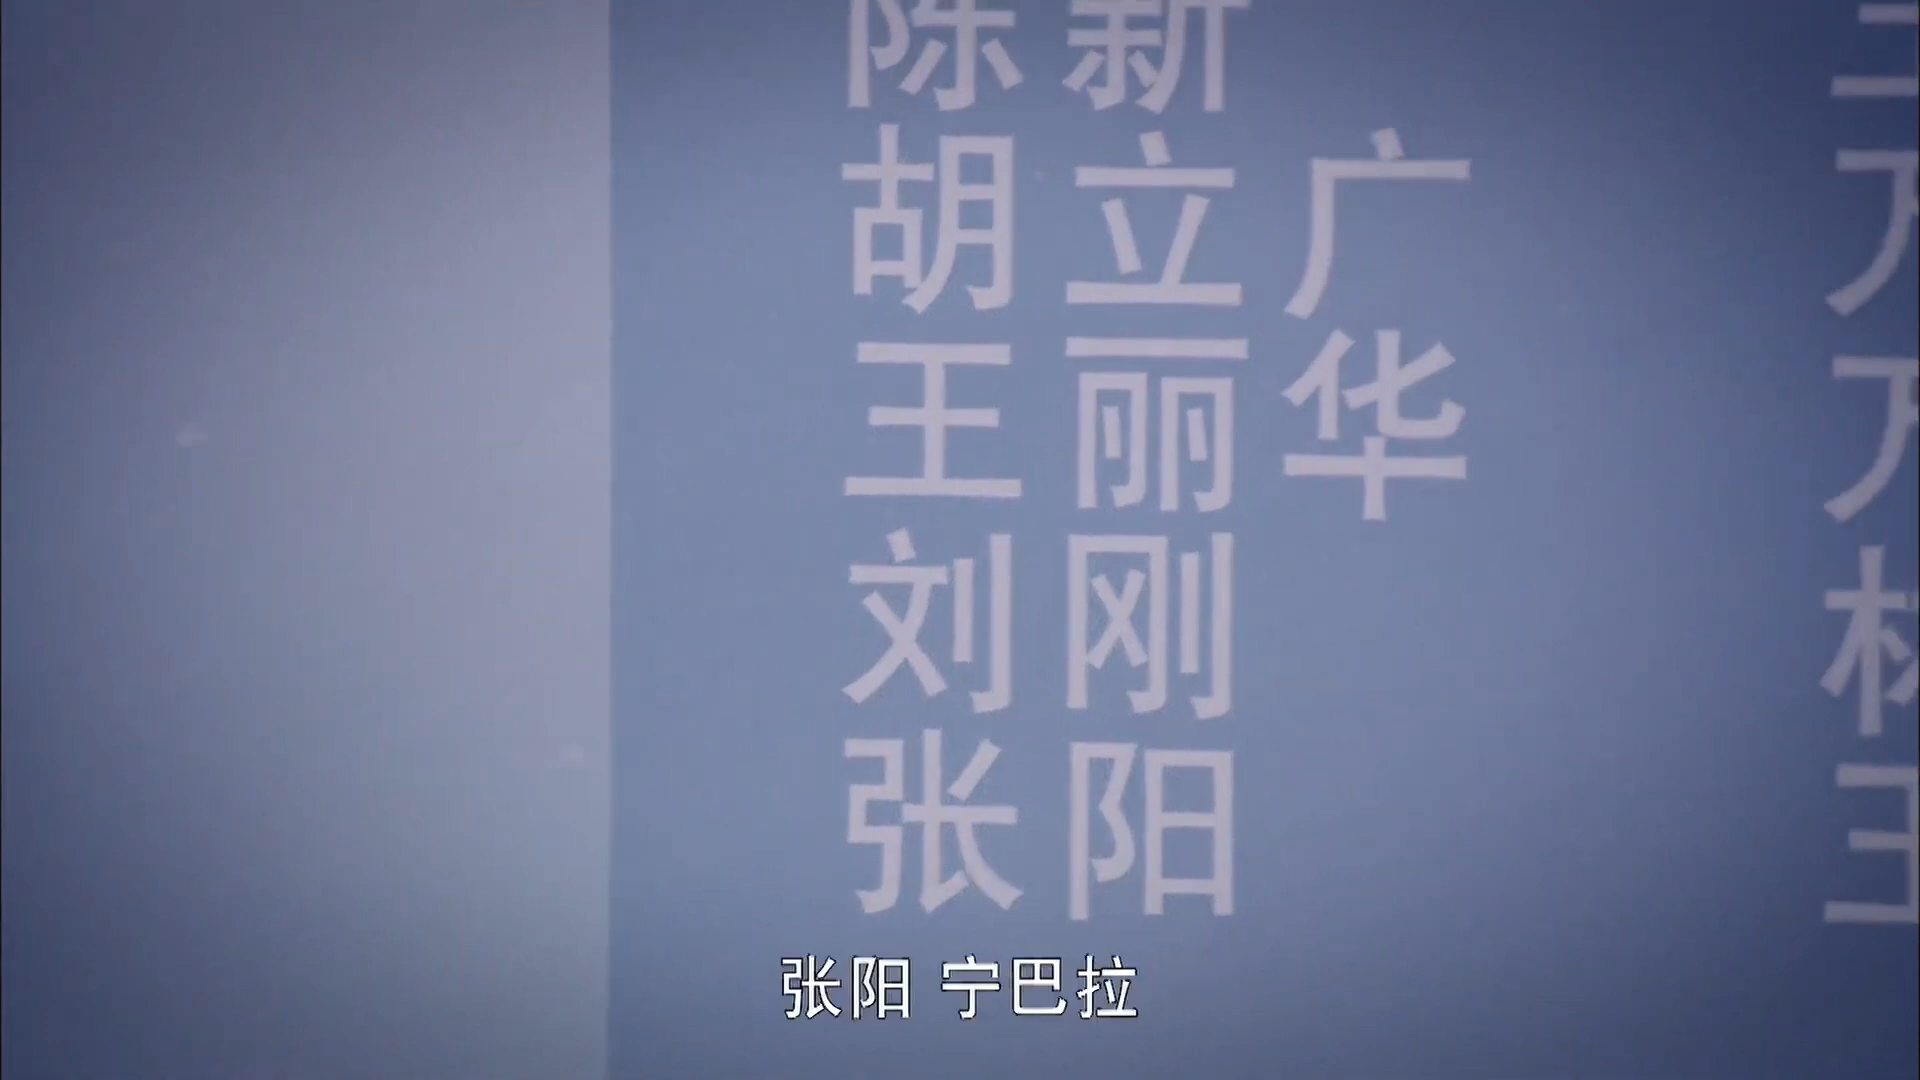 陈新
胡立广
王丽华
刘刚
张阳
张阳 宁巴拉